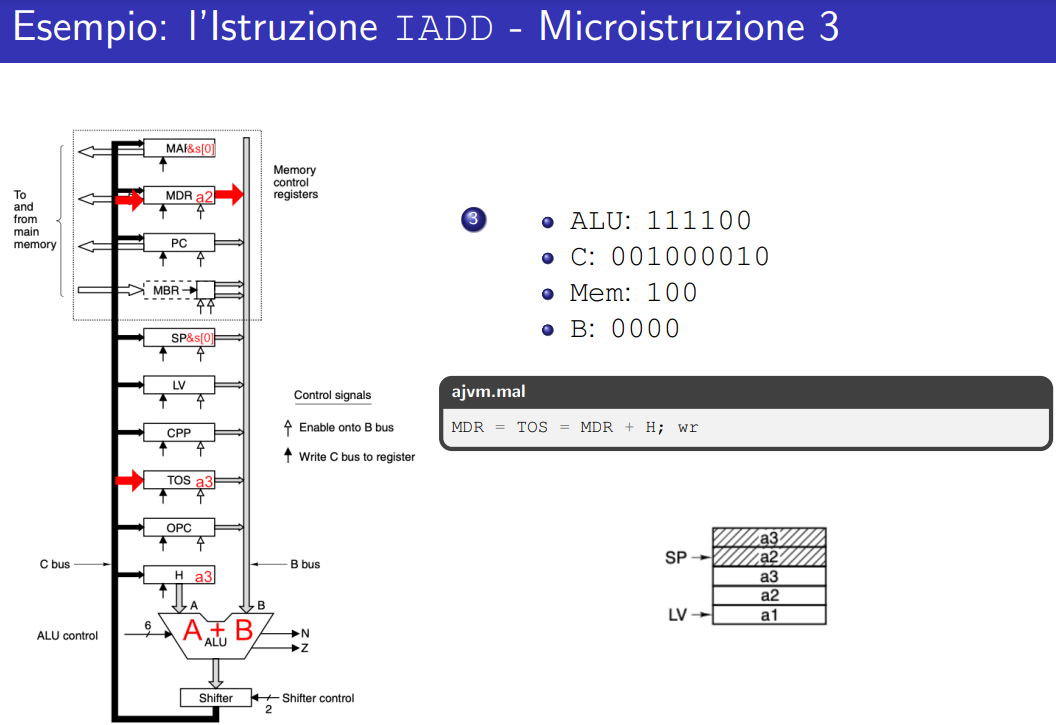 Esempio: l'Istruzione IADD - Microistruzione 3
MAR&s[0]
Memory
control
registers
To
and
from
main
memory
MDR a2
PC
MBR
SP&s[0]
LV
Control signals
Enable onto B bus
Write C bus to register
CPP
TOS a3
OPC
C bus
B bus
H a3
A
B
6
ALU control
A + B
ALU
N
Z
Shifter
Shifter control
2
3
ALU: 111100
C: 001000010
Mem: 100
B: 0000
ajvm.mal
MDR = TOS = MDR + H; wr
a3
SP
a2
a3
a2
LV
a1